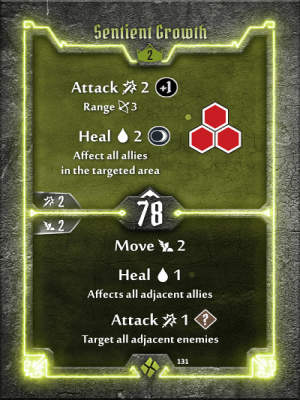 Sentient Growth
2
Attack 2 +1
Range 3
Heal 2
Affect all allies
in the targeted area
2
78
2
Move 2
Heal 1
Affects all adjacent allies
Attack 1 ?
Target all adjacent enemies
131